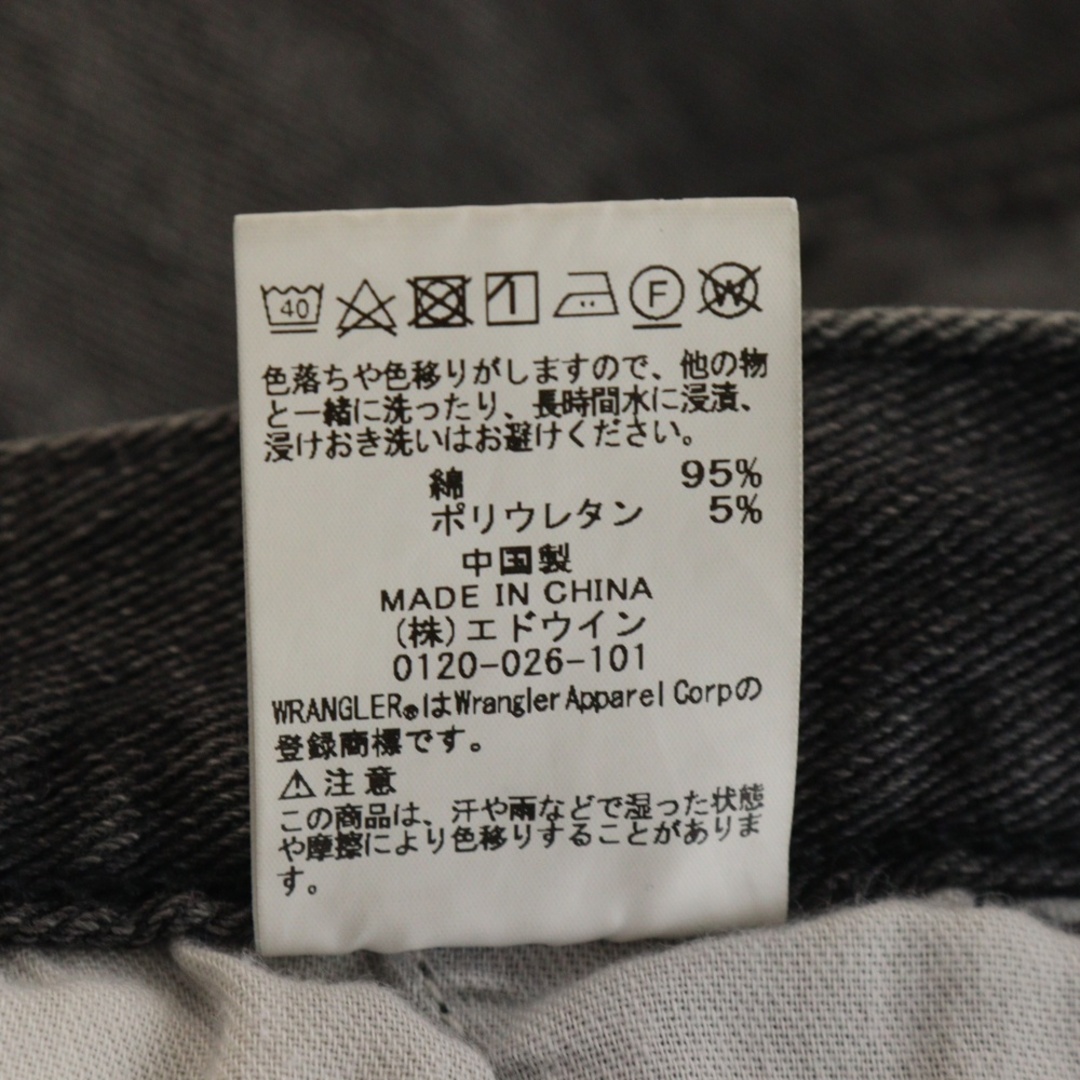 40 F W
色落ちや色移りがしますので、他の物
と一緒に洗ったり、長時間水に浸漬、
浸けおき洗いはお避けください。
綿 95%
ポリウレタン 5%
中国製
MADE IN CHINA
(株)エドウイン
0120-026-101
WRANGLER®はWrangler Apparel Corpの
登録商標です。
⚠注意
この商品は、汗や雨などで湿った状態
や摩擦により色移りすることがありま
す。